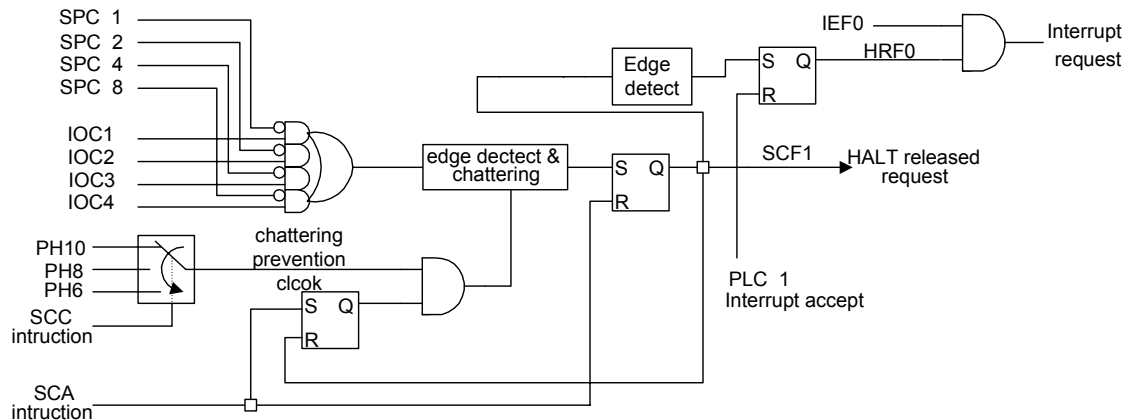 SPC 1
SPC 2
SPC 4
SPC 8
IOC1
IOC2
IOC3
IOC4
edge dectect &
chattering
PH10
PH8
PH6
SCC
intruction
chattering
prevention
clcok
S Q
R
SCA
intruction
S Q
R
Edge
detect
S Q
R
IEF0
HRF0
Interrupt
request
SCF1
HALT released
request
PLC 1
Interrupt accept